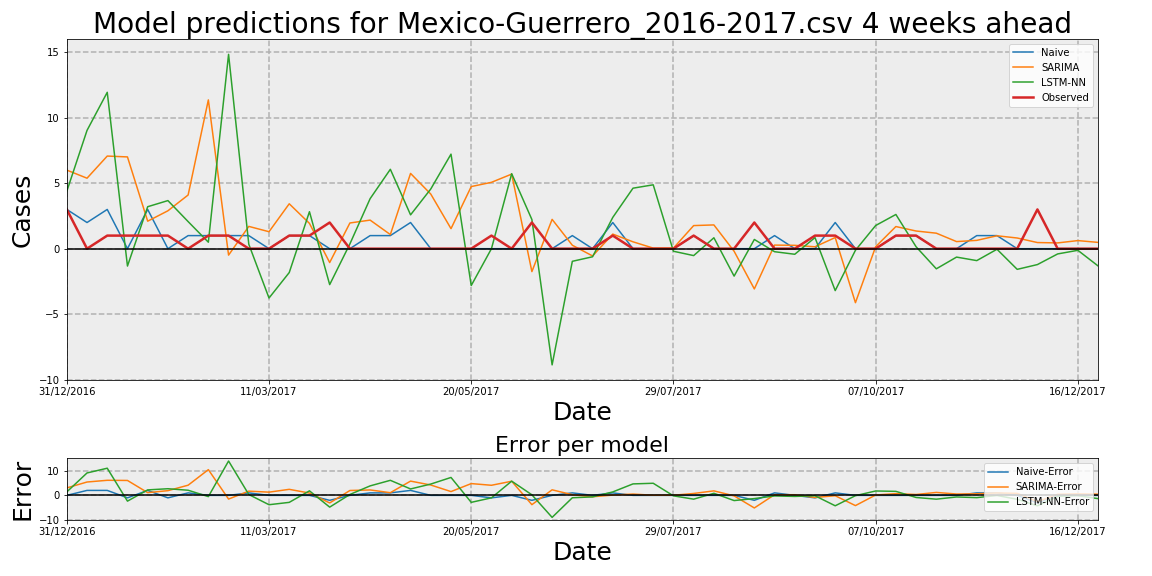 Model predictions for Mexico-Guerrero_2016-2017.csv 4 weeks ahead
15
10
5
0
−5
−10
Cases
Naive
SARIMA
LSTM-NN
Observed
31/12/2016
11/03/2017
20/05/2017
29/07/2017
07/10/2017
16/12/2017
Date
Error per model
10
0
−10
Error
Naive-Error
SARIMA-Error
LSTM-NN-Error
31/12/2016
11/03/2017
20/05/2017
29/07/2017
07/10/2017
16/12/2017
Date